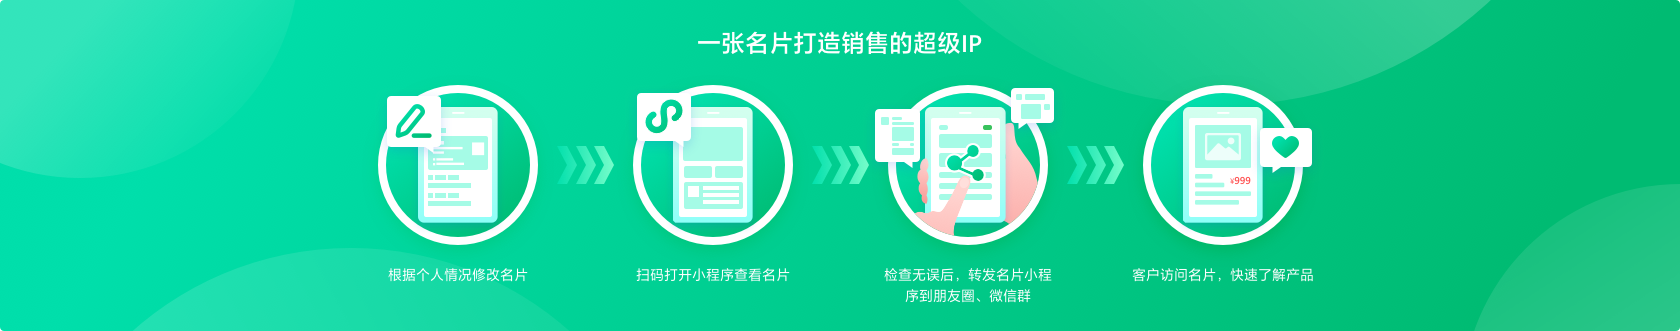 一张名片打造销售的超级IP
¥999
根据个人情况修改名片
扫码打开小程序查看名片
检查无误后，转发名片小程
序到朋友圈、微信群
客户访问名片，快速了解产品